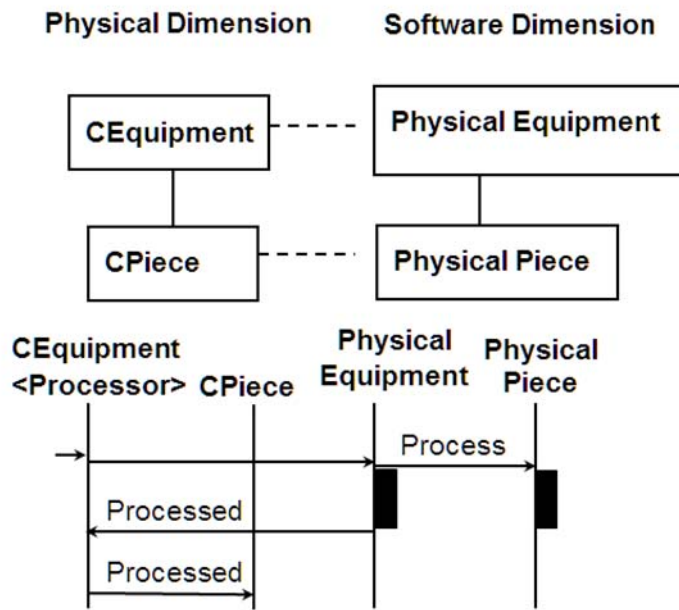 Physical Dimension Software Dimension
CEquipment Physical Equipment
CPiece Physical Piece
CEquipment
<Processor>
CPiece
Physical
Equipment
Physical
Piece
Process
Processed
Processed